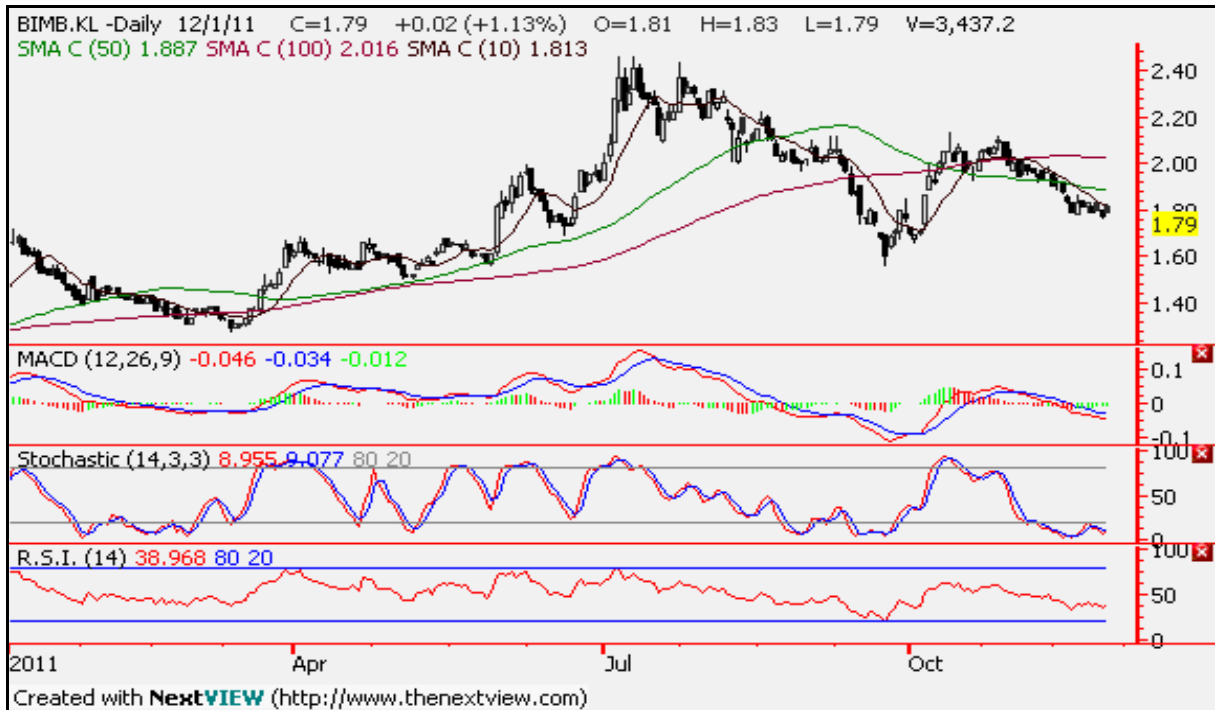 BIMB.KL -Daily 12/1/11 C=1.79 +0.02 (+1.13%) O=1.81 H=1.83 L=1.79 V=3,437.2
SMA C (50) 1.887 SMA C (100) 2.016 SMA C (10) 1.813
2.40
2.20
2.00
1.80
1.79
1.60
1.40
MACD (12,26,9) -0.046 -0.034 -0.012
0.1
0
-0.1
Stochastic (14,3,3) 8.955 9.077 80 20
100
50
0
R.S.I. (14) 38.968 80 20
100
50
0
2011 Apr Jul Oct
Created with NextVIEW (http://www.thenextview.com)